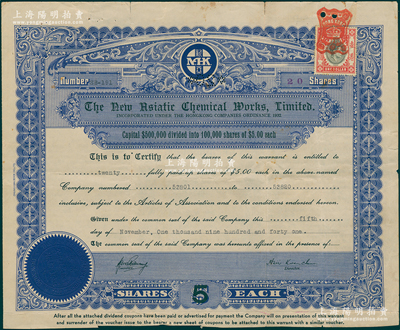 上海陽明拍賣
Number
20 Shares
The New Asiatic Chemical Works, Limited.
INCORPORATED UNDER THE HONGKONG COMPANIES ORDINANCE 1932
Capital $500,000 divided into 100,000 shares of $5.00 each
This is to Certify that the bearer of this warrant is entitled to
twenty fully paid-up shares of $5.00 each in the above named
Company numbered 57801 to 57820
inclusive, subject to the Articles of Association and to the conditions endorsed hereon.
Given under the common seal of the said Company this fifth
day of November, One thousand nine hundred and forty one.
The common seal of the said Company was hereunto affixed in the presence of
SHARES $5 EACH
After all the attached dividend coupons have been paid or advertised for payment the Company will on presentation of this warrant
and surrender of the voucher issue to the bearer a new sheet of coupons to be attached to this warrant with a similar voucher.